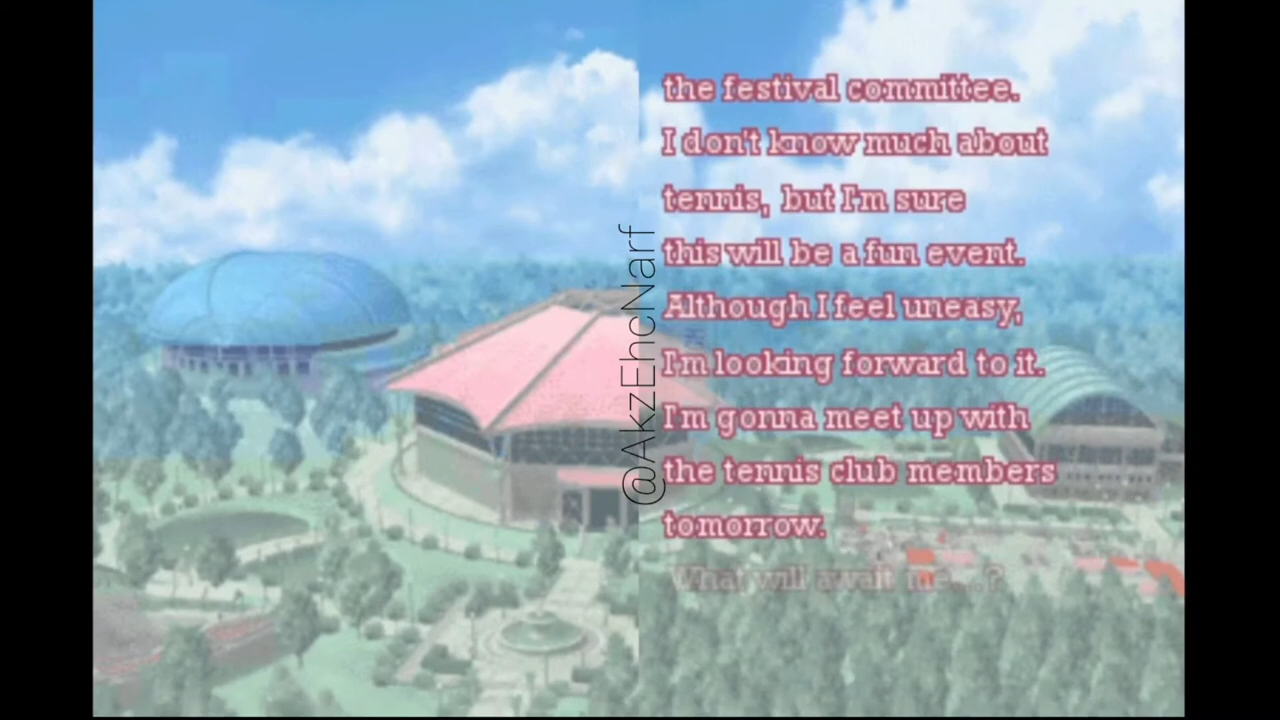 the festival committee.
I don't know much about
tennis, but I'm sure
this will be a fun event.
Although I feel uneasy,
I'm looking forward to it.
I'm gonna meet up with
the tennis club members
tomorrow.
What will await me...?
@AkzEhcNarf